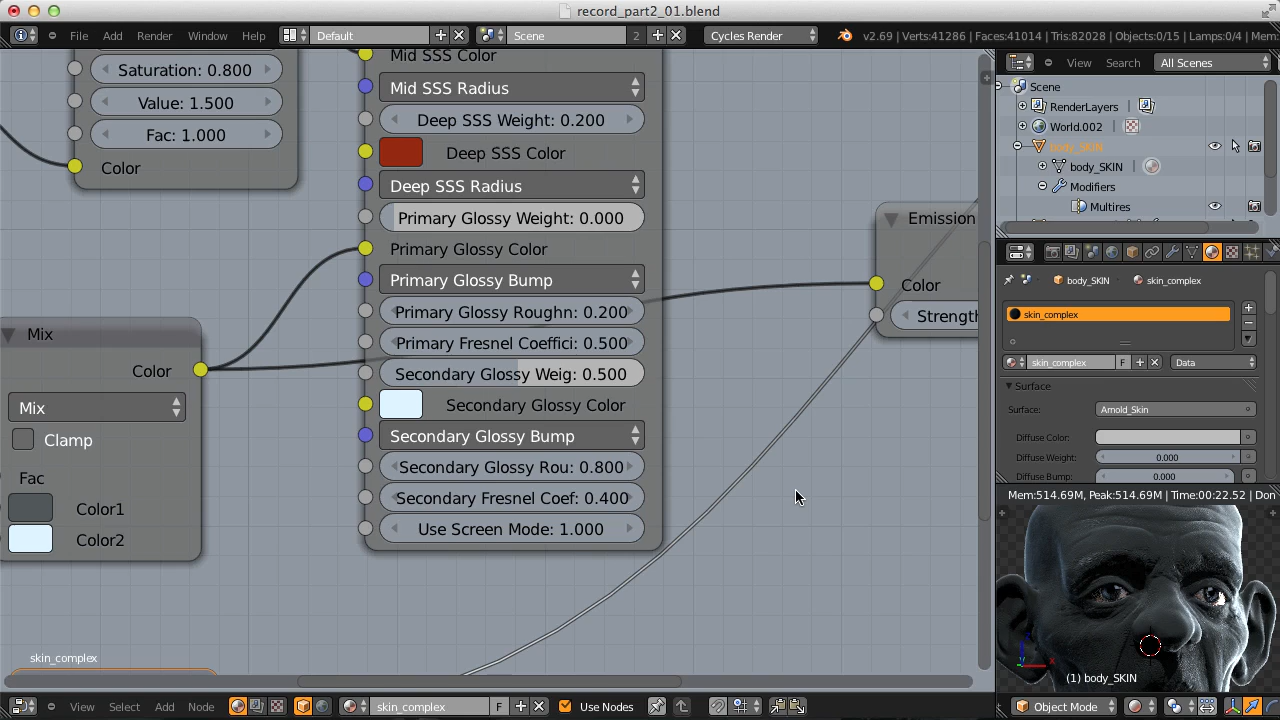 record_part2_01.blend
File Add Render Window Help
Default
Scene
2
Cycles Render
v2.69 | Verts:41286 | Faces:41014 | Tris:82028 | Objects:0/15 | Lamps:0/4 | Mem:
Saturation: 0.800
Value: 1.500
Fac: 1.000
Color
Mid SSS Color
Mid SSS Radius
Deep SSS Weight: 0.200
Deep SSS Color
Deep SSS Radius
Primary Glossy Weight: 0.000
Primary Glossy Color
Primary Glossy Bump
Primary Glossy Roughn: 0.200
Primary Fresnel Coeffici: 0.500
Secondary Glossy Weig: 0.500
Secondary Glossy Color
Secondary Glossy Bump
Secondary Glossy Rou: 0.800
Secondary Fresnel Coef: 0.400
Use Screen Mode: 1.000
Mix
Color
Mix
Clamp
Fac
Color1
Color2
Emission
Color
Strength
skin_complex
View Select Add Node
skin_complex
F
Use Nodes
View Search
All Scenes
Scene
RenderLayers |
World.002 |
body_SKIN
body_SKIN |
Modifiers
Multires
body_SKIN
skin_complex
skin_complex
skin_complex
F
Data
Surface
Surface:
Arnold_Skin
Diffuse Color:
Diffuse Weight:
0.000
Diffuse Bump:
0.000
Mem:514.69M, Peak:514.69M | Time:00:22.52 | Don
(1) body_SKIN
Object Mode